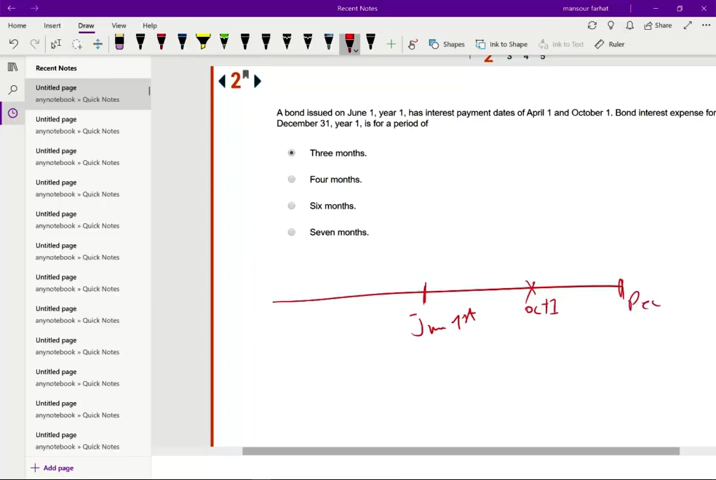 Recent Notes
mansour farhat
Home Insert Draw View Help
Share
Shapes
Ink to Shape
Ink to Text
Ruler
Recent Notes
Untitled page
anynotebook » Quick Notes
Untitled page
anynotebook » Quick Notes
Untitled page
anynotebook » Quick Notes
Untitled page
anynotebook » Quick Notes
Untitled page
anynotebook » Quick Notes
Untitled page
anynotebook » Quick Notes
Untitled page
anynotebook » Quick Notes
Untitled page
anynotebook » Quick Notes
Untitled page
anynotebook » Quick Notes
Untitled page
anynotebook » Quick Notes
Untitled page
anynotebook » Quick Notes
Untitled page
anynotebook » Quick Notes
Add page
1 2 3 4 5
2
A bond issued on June 1, year 1, has interest payment dates of April 1 and October 1. Bond interest expense for
December 31, year 1, is for a period of
Three months.
Four months.
Six months.
Seven months.
Jun 1st
oct 1
Dec